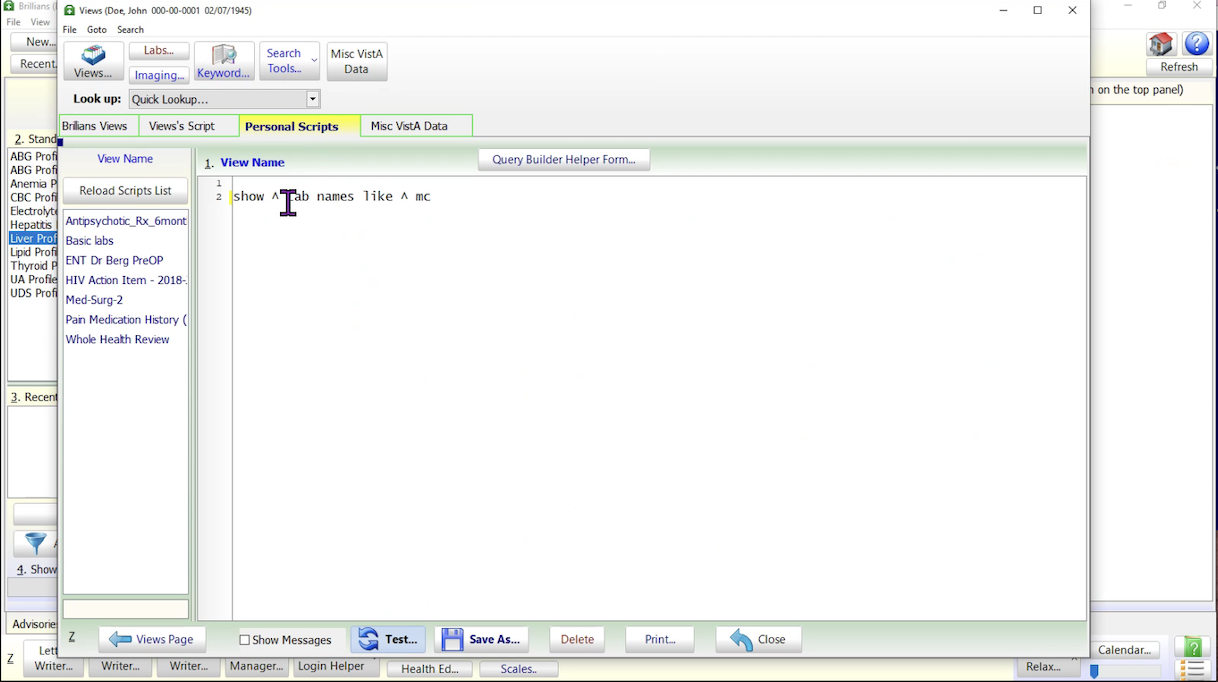 Brillians (
Views (Doe, John 000-00-0001 02/07/1945)
File View
File Goto Search
New...
Recent.
Views...
Labs...
Imaging...
Keyword...
Search
Tools...
Misc VistA
Data
Refresh
Look up: Quick Lookup...
n on the top panel)
Brilians Views
Views's Script
Personal Scripts
Misc VistA Data
2. Stand
View Name
1. View Name
Query Builder Helper Form...
Reload Scripts List
1
2 show ^ lab names like ^ mc
ABG Profi
ABG Profi
Anemia P
CBC Profi
Electrolyte
Hepatitis
Liver Profi
Lipid Profi
Thyroid P
UA Profile
UDS Profi
Antipsychotic_Rx_6mont
Basic labs
ENT Dr Berg PreOP
HIV Action Item - 2018-
Med-Surg-2
Pain Medication History (
Whole Health Review
3. Recen
4. Show
Advisorie
Z
Views Page
Show Messages
Test...
Save As...
Delete
Print...
Close
Z
Lett
Writer...
Writer...
Writer...
Manager...
Login Helper
Health Ed...
Scales..
Relax...
Calendar...